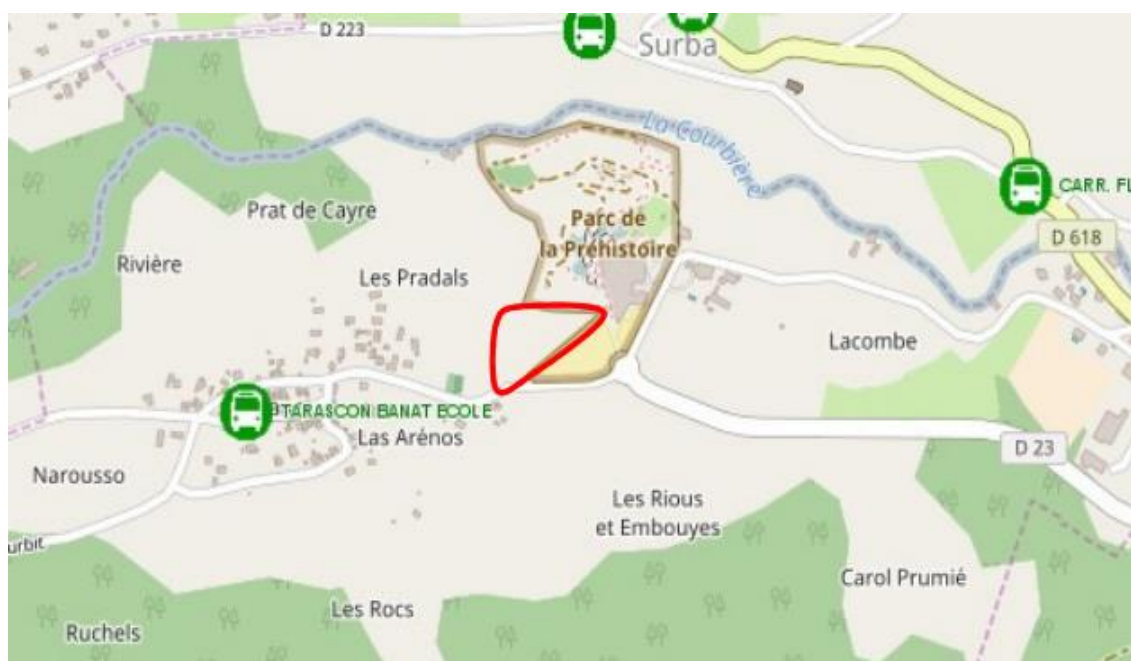 D 223
Surba
La Courbière
CARR. FL
Prat de Cayre
Parc de
la Préhistoire
D 618
Rivière
Les Pradals
Lacombe
TARASCON BANAT ECOLE
Las Arénos
D 23
Narousso
Les Rious
et Embouyes
urbit
Carol Prumié
Les Rocs
Ruchels